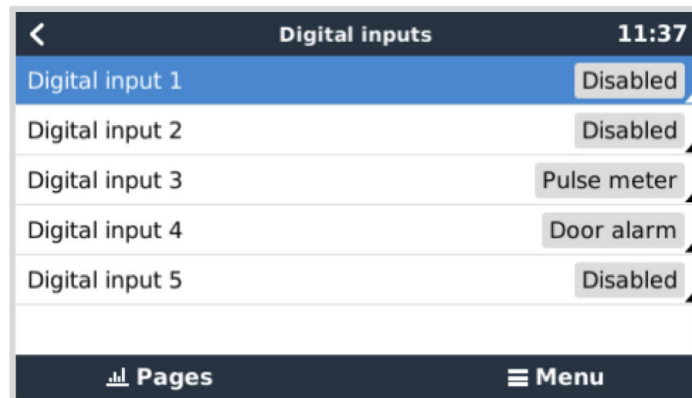 Digital inputs 11:37
Digital input 1 Disabled
Digital input 2 Disabled
Digital input 3 Pulse meter
Digital input 4 Door alarm
Digital input 5 Disabled
Pages Menu